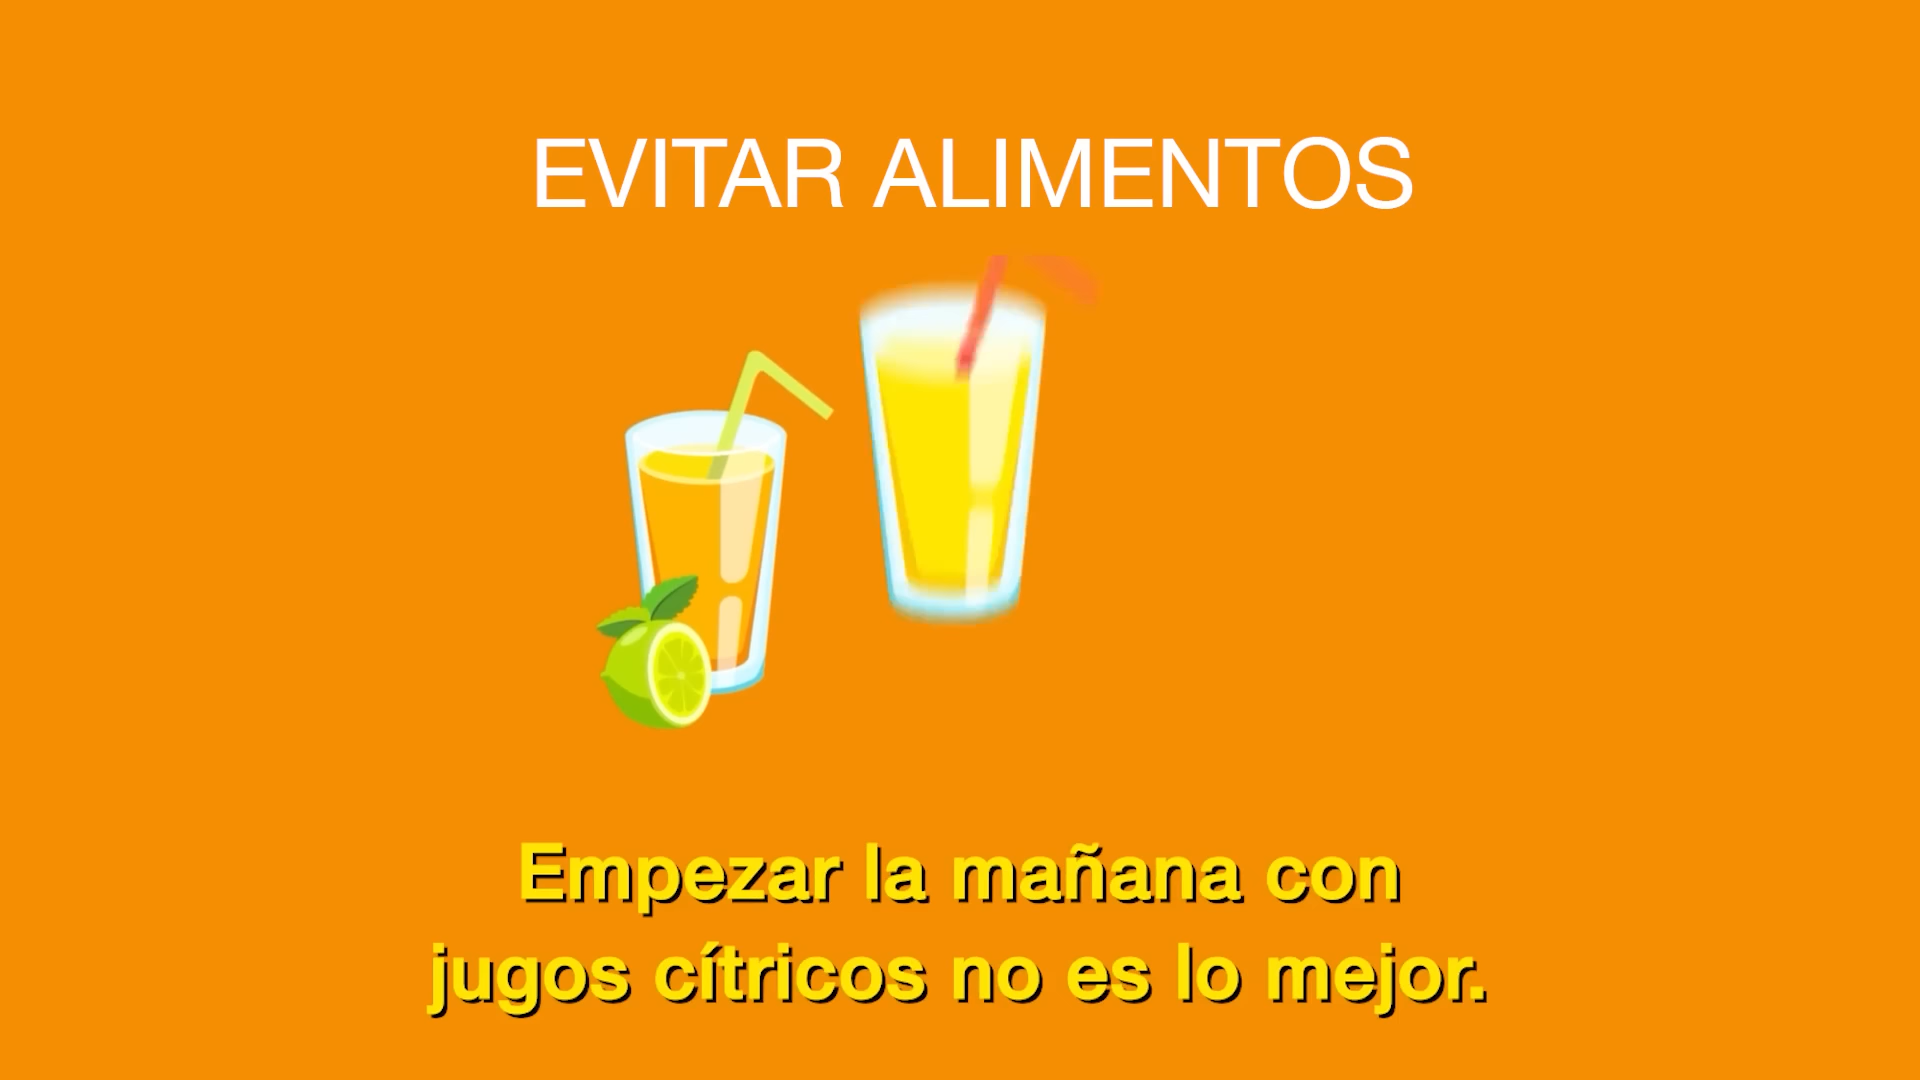 EVITAR ALIMENTOS
Empezar la mañana con
jugos cítricos no es lo mejor.